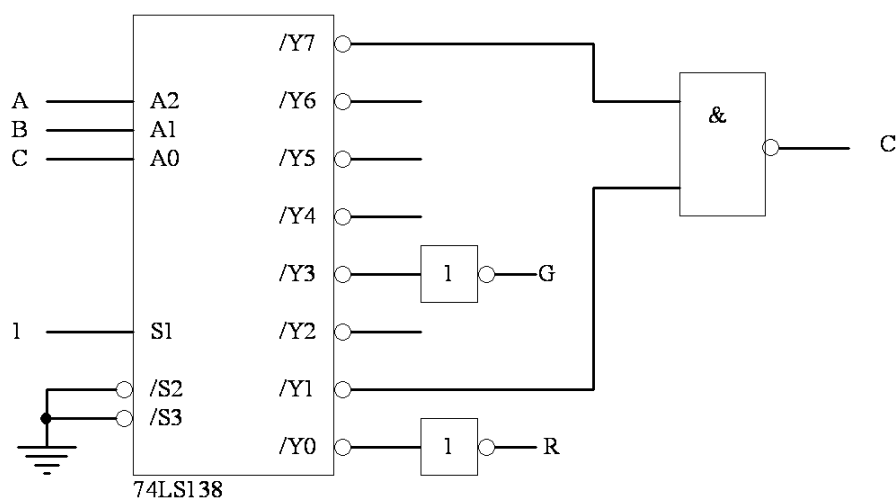 /Y7
A A2 /Y6 &
B A1
C A0 /Y5 C
/Y4
/Y3 1 G
1 S1 /Y2
/S2 /Y1
/S3
/Y0 1 R
74LS138